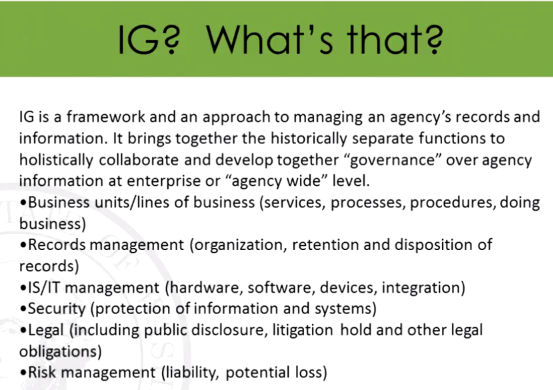 IG?  What's that?
IG is a framework and an approach to managing an agency's records and
information. It brings together the historically separate functions to
holistically collaborate and develop together “governance” over agency
information at enterprise or “agency wide” level.
•Business units/lines of business (services, processes, procedures, doing
business)
•Records management (organization, retention and disposition of
records)
•IS/IT management (hardware, software, devices, integration)
•Security (protection of information and systems)
•Legal (including public disclosure, litigation hold and other legal
obligations)
•Risk management (liability, potential loss)